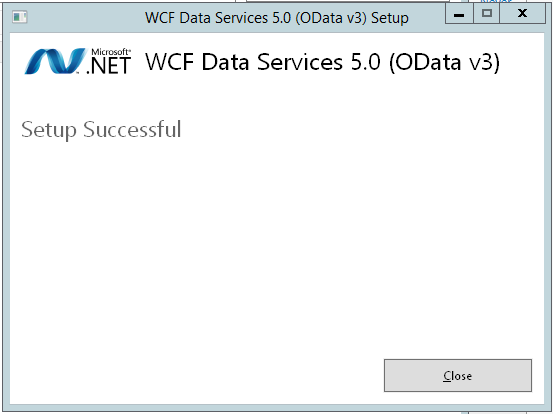 WCF Data Services 5.0 (OData v3) Setup
Microsoft®
.NET
WCF Data Services 5.0 (OData v3)
Setup Successful
Close